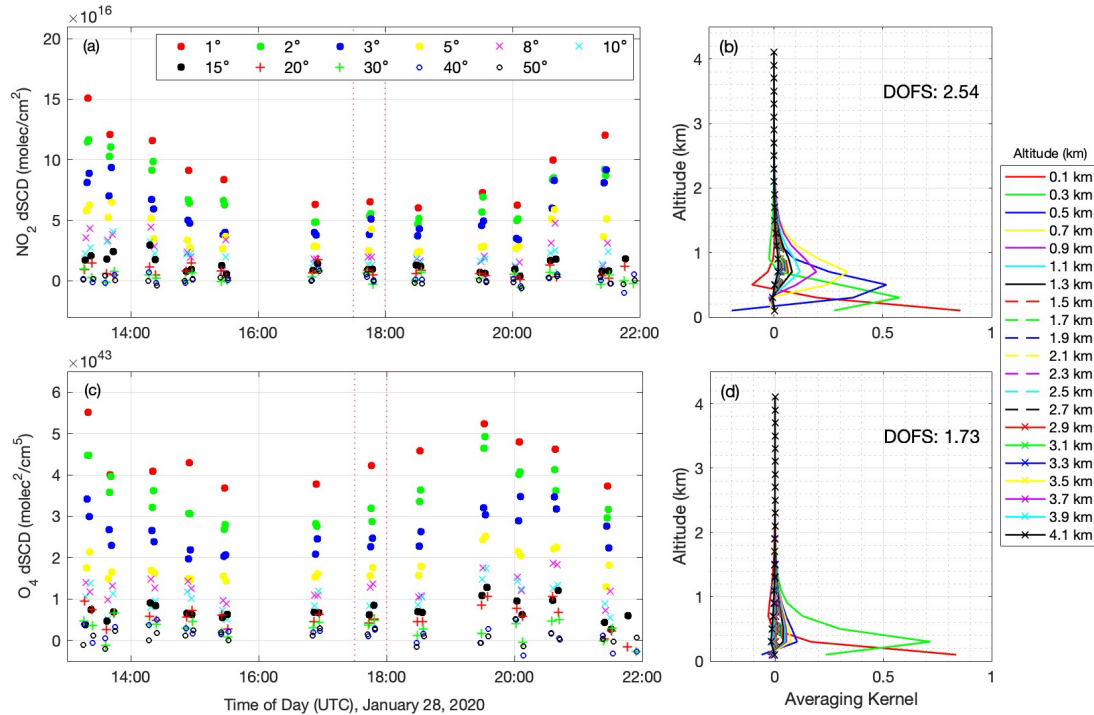 ×10^16
(a)
1° 2° 3° 5° 8° 10°
15° 20° 30° 40° 50°
20
15
10
5
0
NO2 dSCD (molec/cm²)
14:00 16:00 18:00 20:00 22:00
(b)
DOFS: 2.54
4
3
2
1
0
Altitude (km)
0 0.5 1
×10^43
(c)
6
5
4
3
2
1
0
O4 dSCD (molec²/cm⁵)
14:00 16:00 18:00 20:00 22:00
Time of Day (UTC), January 28, 2020
(d)
DOFS: 1.73
4
3
2
1
0
Altitude (km)
0 0.5 1
Averaging Kernel
Altitude (km)
0.1 km
0.3 km
0.5 km
0.7 km
0.9 km
1.1 km
1.3 km
1.5 km
1.7 km
1.9 km
2.1 km
2.3 km
2.5 km
2.7 km
2.9 km
3.1 km
3.3 km
3.5 km
3.7 km
3.9 km
4.1 km